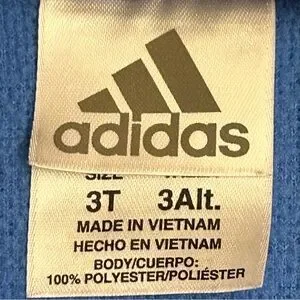 adidas
SIZE
3T 3Alt.
MADE IN VIETNAM
HECHO EN VIETNAM
BODY/CUERPO:
100% POLYESTER/POLIÉSTER